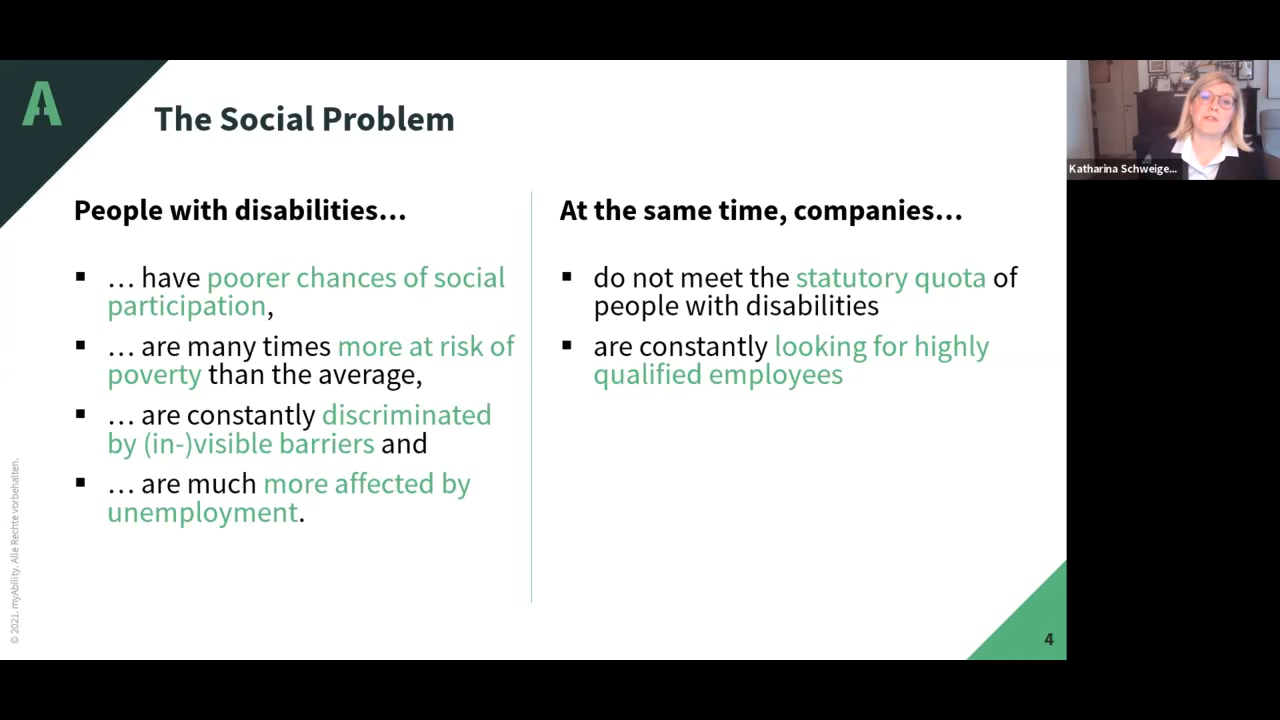 A
The Social Problem
People with disabilities…
▪ … have poorer chances of social
participation,
▪ … are many times more at risk of
poverty than the average,
▪ … are constantly discriminated
by (in-)visible barriers and
▪ … are much more affected by
unemployment.
At the same time, companies…
▪ do not meet the statutory quota of
people with disabilities
▪ are constantly looking for highly
qualified employees
© 2021. myAbility. Alle Rechte vorbehalten.
4
Katharina Schweige...